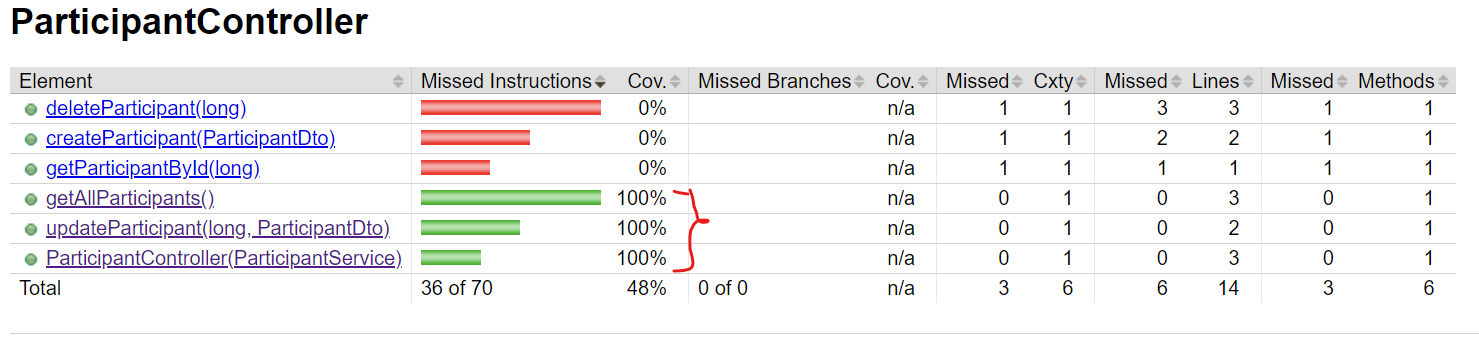 ParticipantController
Element Missed Instructions Cov. Missed Branches Cov. Missed Cxty Missed Lines Missed Methods
deleteParticipant(long) 0% n/a 1 1 3 3 1 1
createParticipant(ParticipantDto) 0% n/a 1 1 2 2 1 1
getParticipantById(long) 0% n/a 1 1 1 1 1 1
getAllParticipants() 100% n/a 0 1 0 3 0 1
updateParticipant(long, ParticipantDto) 100% n/a 0 1 0 2 0 1
ParticipantController(ParticipantService) 100% n/a 0 1 0 3 0 1
Total 36 of 70 48% 0 of 0 n/a 3 6 6 14 3 6